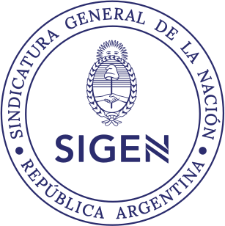 SINDICATURA GENERAL DE LA NACIÓN
SIGEN
REPÚBLICA ARGENTINA